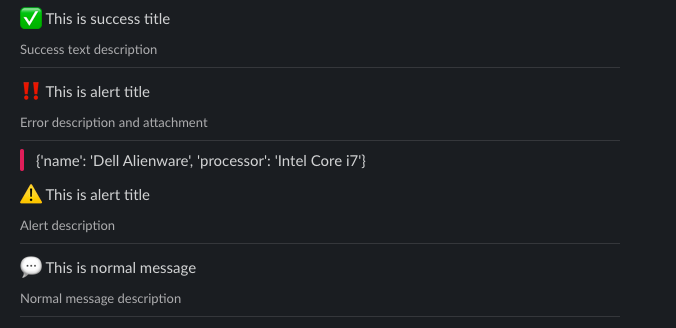 This is success title
Success text description
This is alert title
Error description and attachment
{'name': 'Dell Alienware', 'processor': 'Intel Core i7'}
This is alert title
Alert description
This is normal message
Normal message description